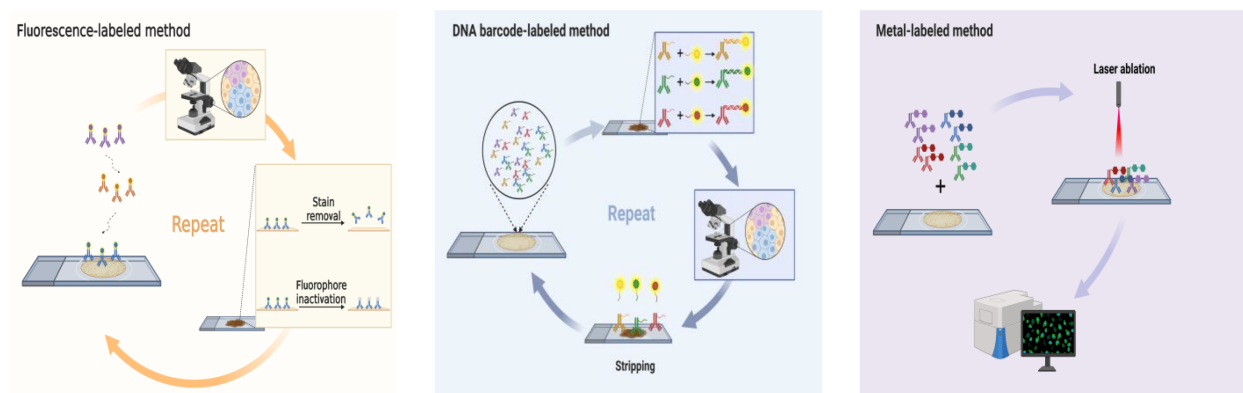 Fluorescence-labeled method
Repeat
Stain
removal
Fluorophore
inactivation
DNA barcode-labeled method
+
+
+
Repeat
Stripping
Metal-labeled method
Laser ablation
+